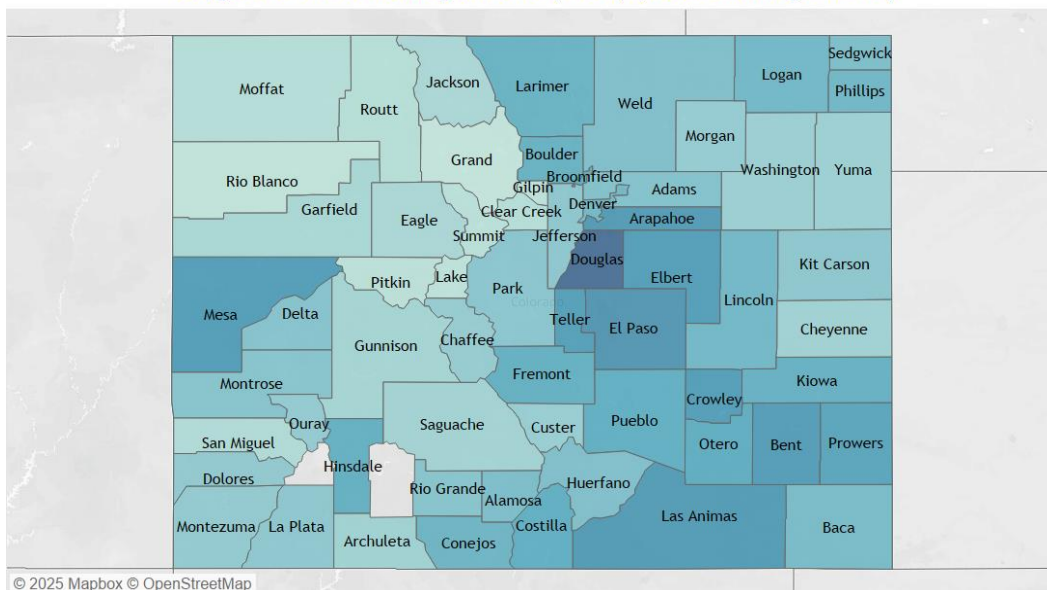 Sedgwick
Logan
Phillips
Jackson
Larimer
Moffat
Weld
Routt
Morgan
Boulder
Grand
Washington
Yuma
Rio Blanco
Broomfield
Gilpin
Adams
Denver
Garfield
Eagle
Clear Creek
Arapahoe
Summit
Jefferson
Douglas
Kit Carson
Elbert
Lake
Pitkin
Park
Lincoln
Colorado
Mesa
Delta
Teller
El Paso
Cheyenne
Chaffee
Gunnison
Fremont
Kiowa
Montrose
Crowley
Ouray
Saguache
Custer
Pueblo
San Miguel
Otero
Bent
Prowers
Hinsdale
Dolores
Rio Grande
Huerfano
Alamosa
Las Animas
Montezuma
La Plata
Costilla
Baca
Archuleta
Conejos
© 2025 Mapbox © OpenStreetMap